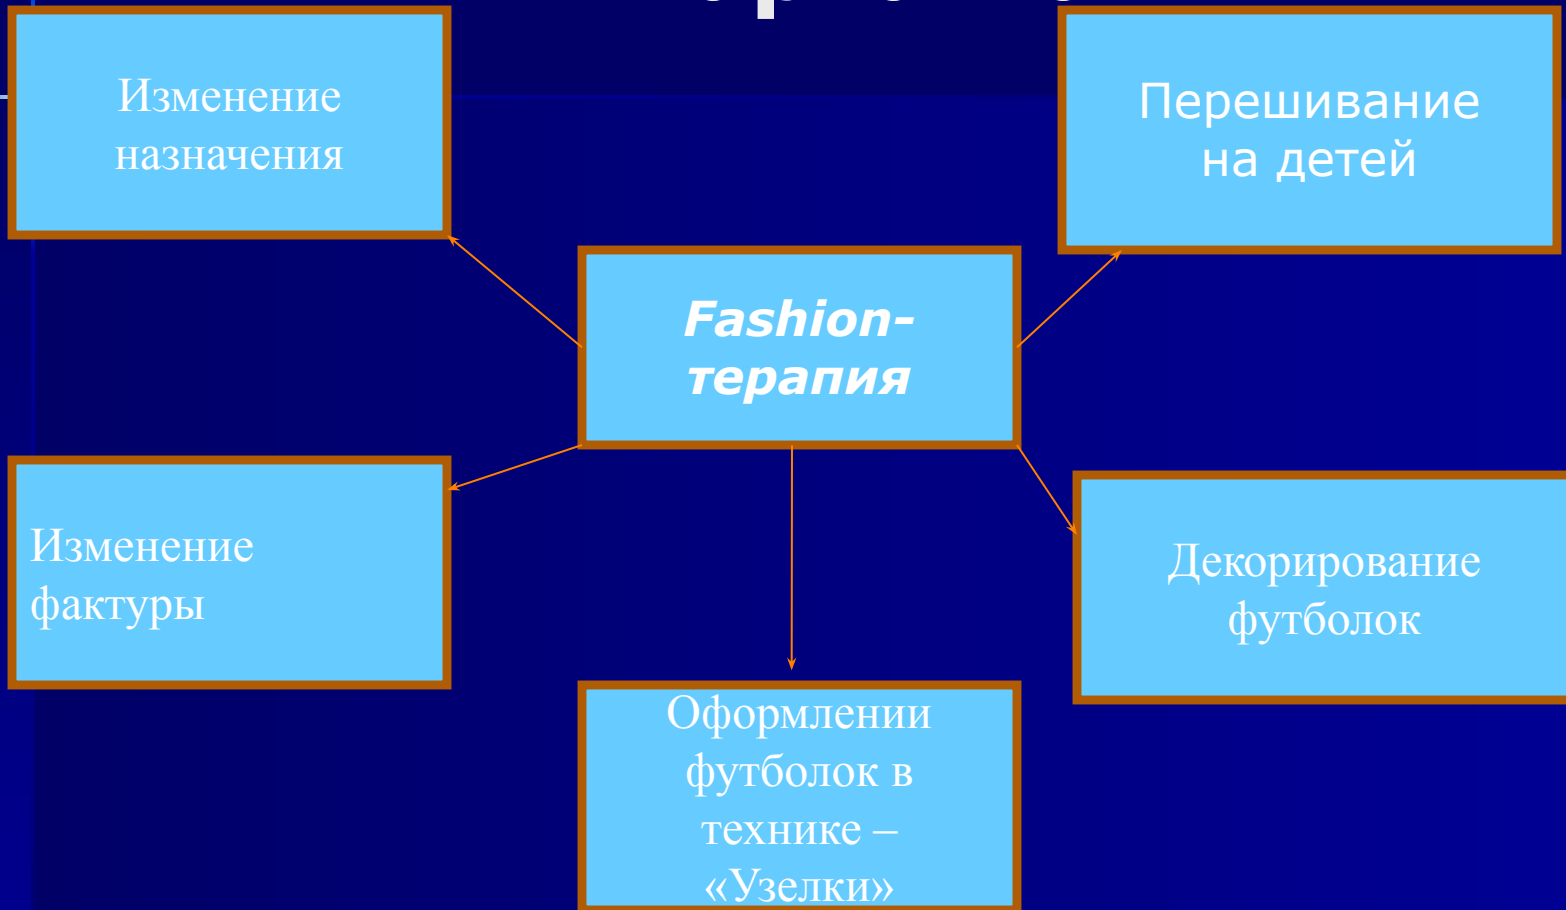 Изменение
назначения
Перешивание
на детей
Fashion-
терапия
Изменение
фактуры
Декорирование
футболок
Оформлении
футболок в
технике –
«Узелки»